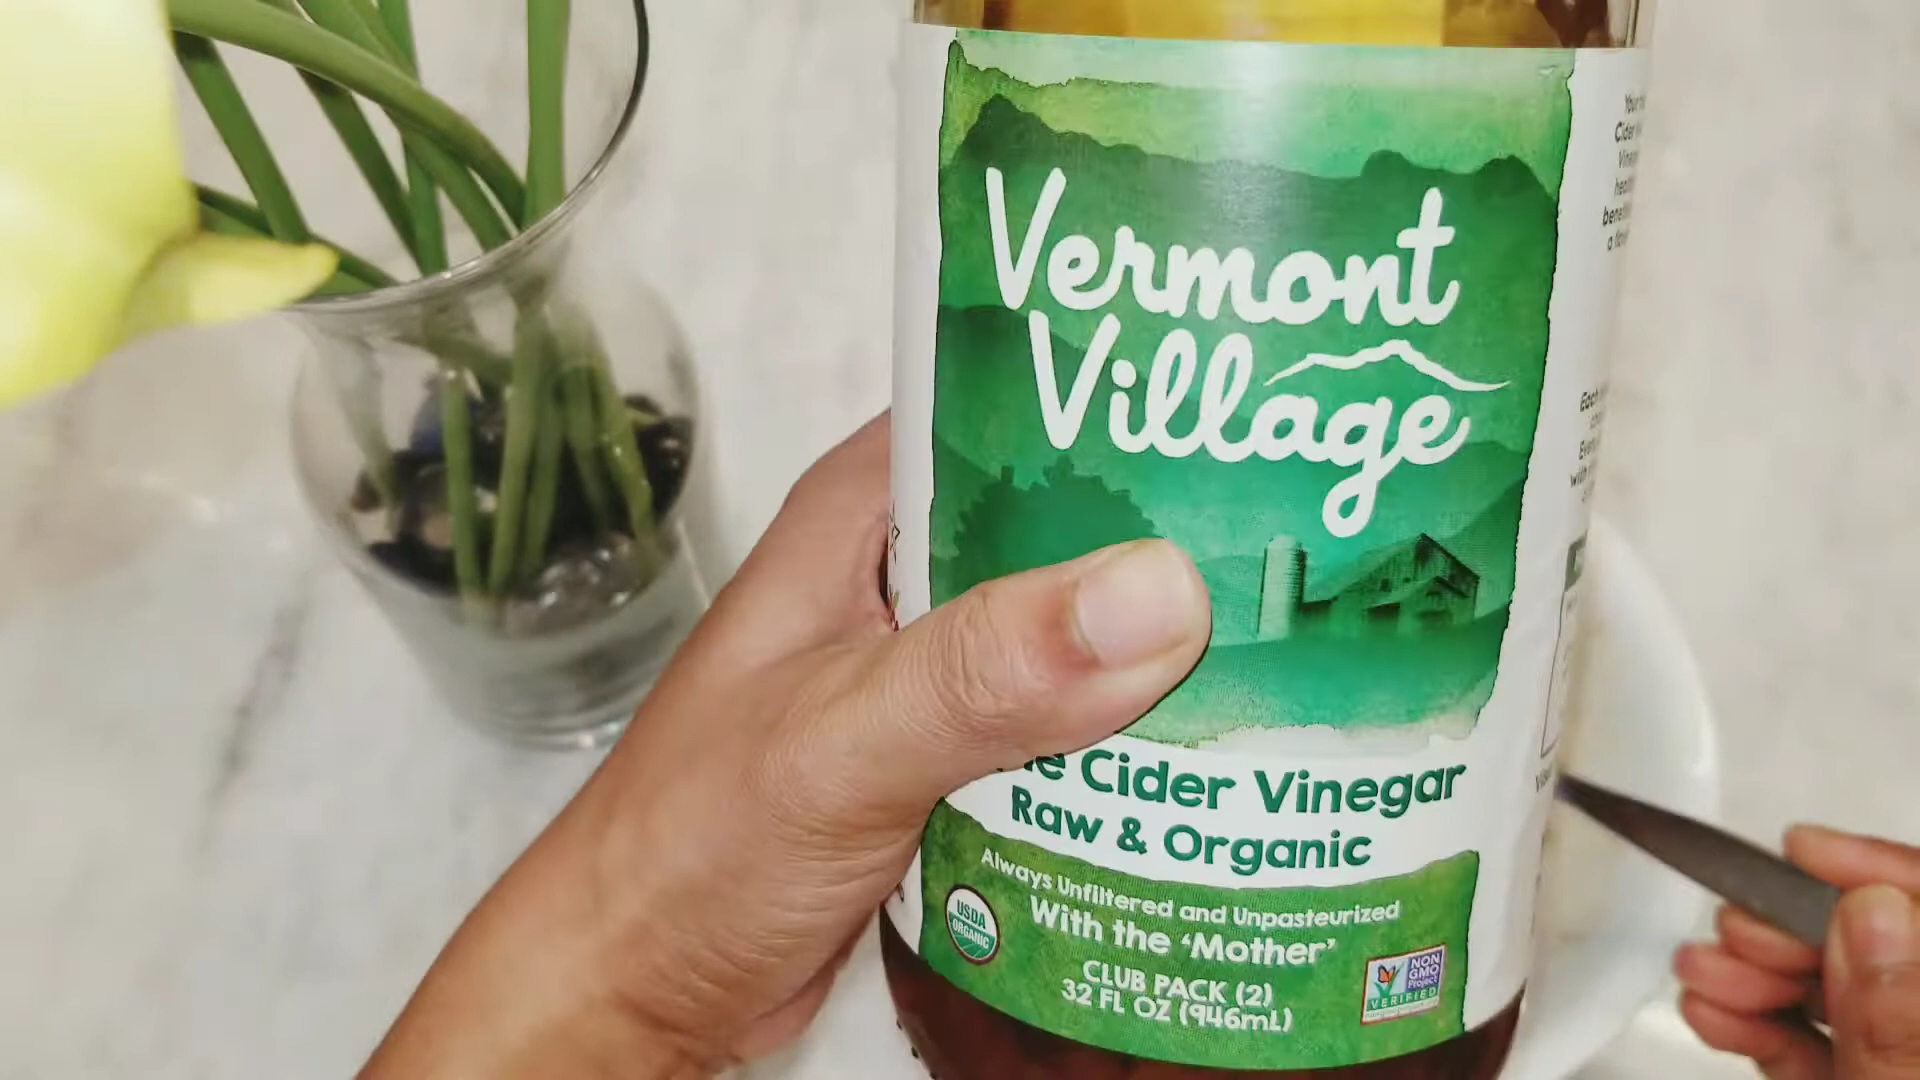 Vermont
Village
Cider Vinegar
Raw & Organic
Always Unfiltered and Unpasteurized
With the ‘Mother’
USDA
ORGANIC
CLUB PACK (2)
32 FL OZ (946mL)
NON
GMO
Project
VERIFIED